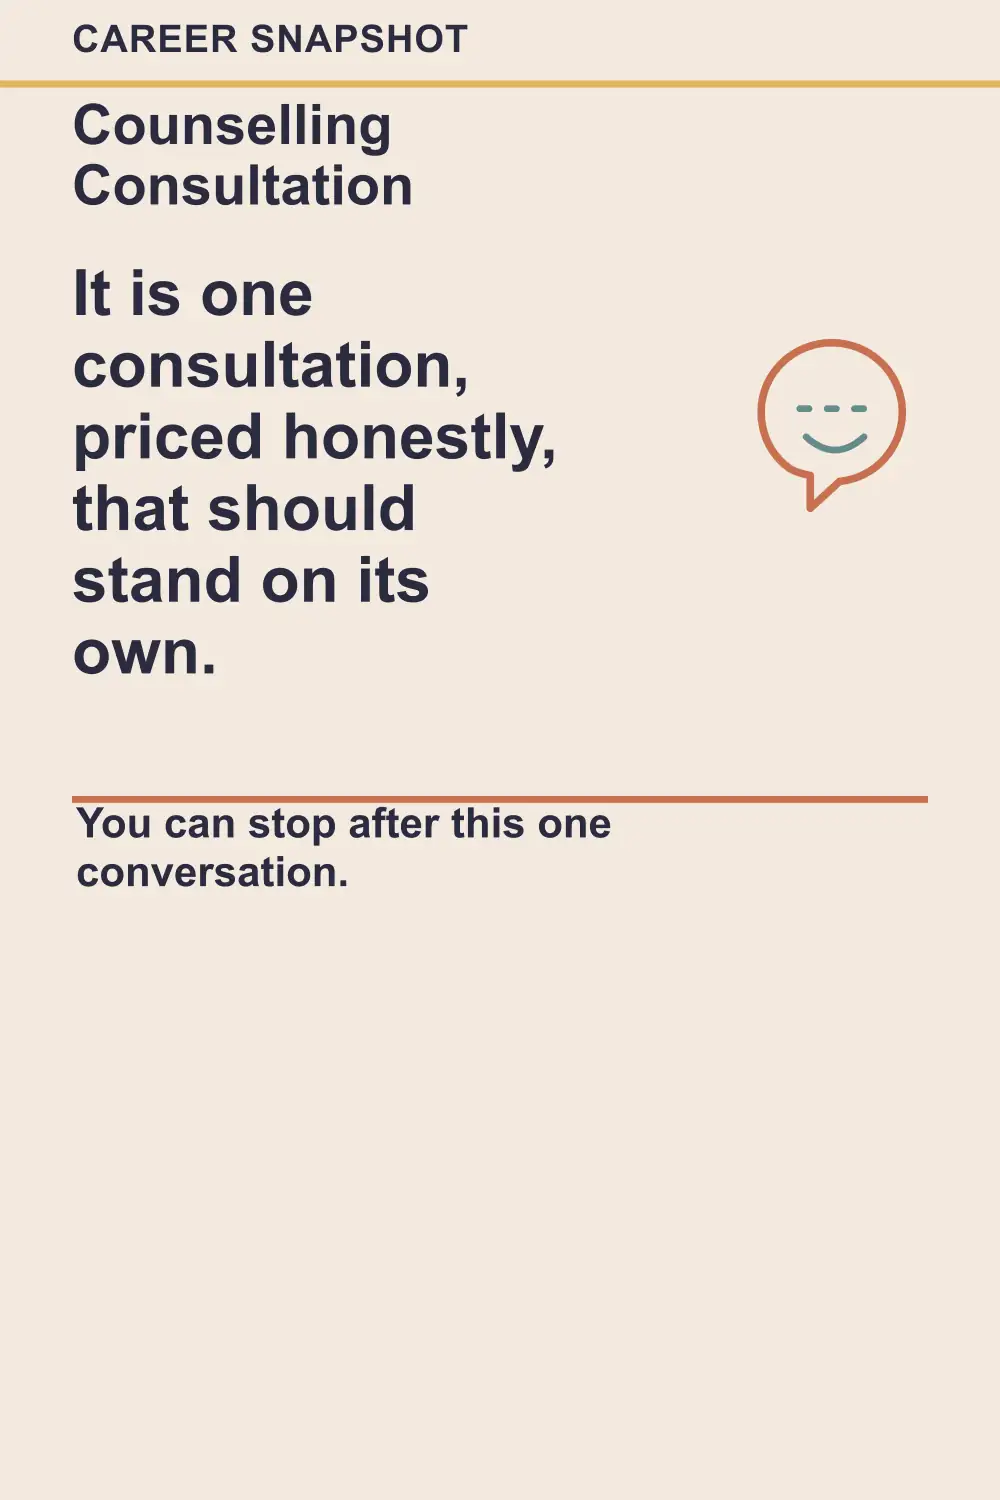 CAREER SNAPSHOT
Counselling
Consultation
It is one
consultation,
priced honestly,
that should
stand on its
own.
You can stop after this one
conversation.